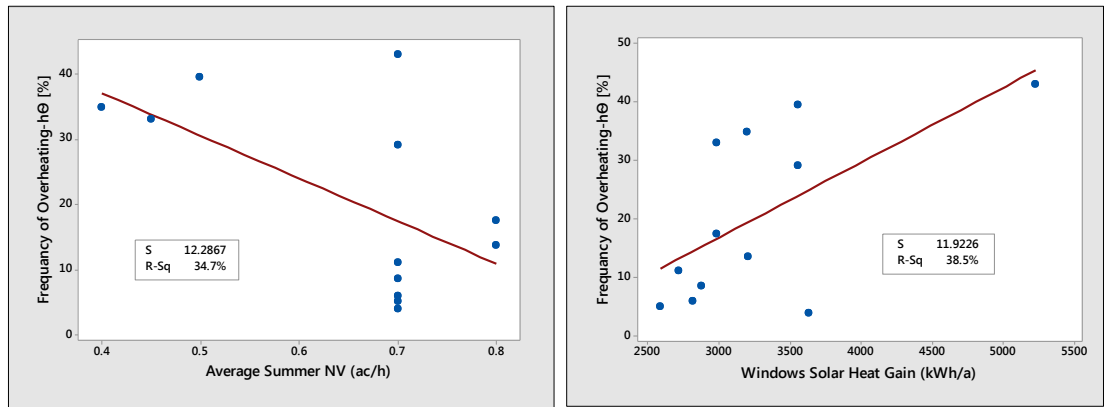 Frequancy of Overheating-hΘ [%]
40
30
20
10
0
S 12.2867
R-Sq 34.7%
0.4 0.5 0.6 0.7 0.8
Average Summer NV (ac/h)
Frequancy of Overheating-hΘ [%]
50
40
30
20
10
0
S 11.9226
R-Sq 38.5%
2500 3000 3500 4000 4500 5000 5500
Windows Solar Heat Gain (kWh/a)